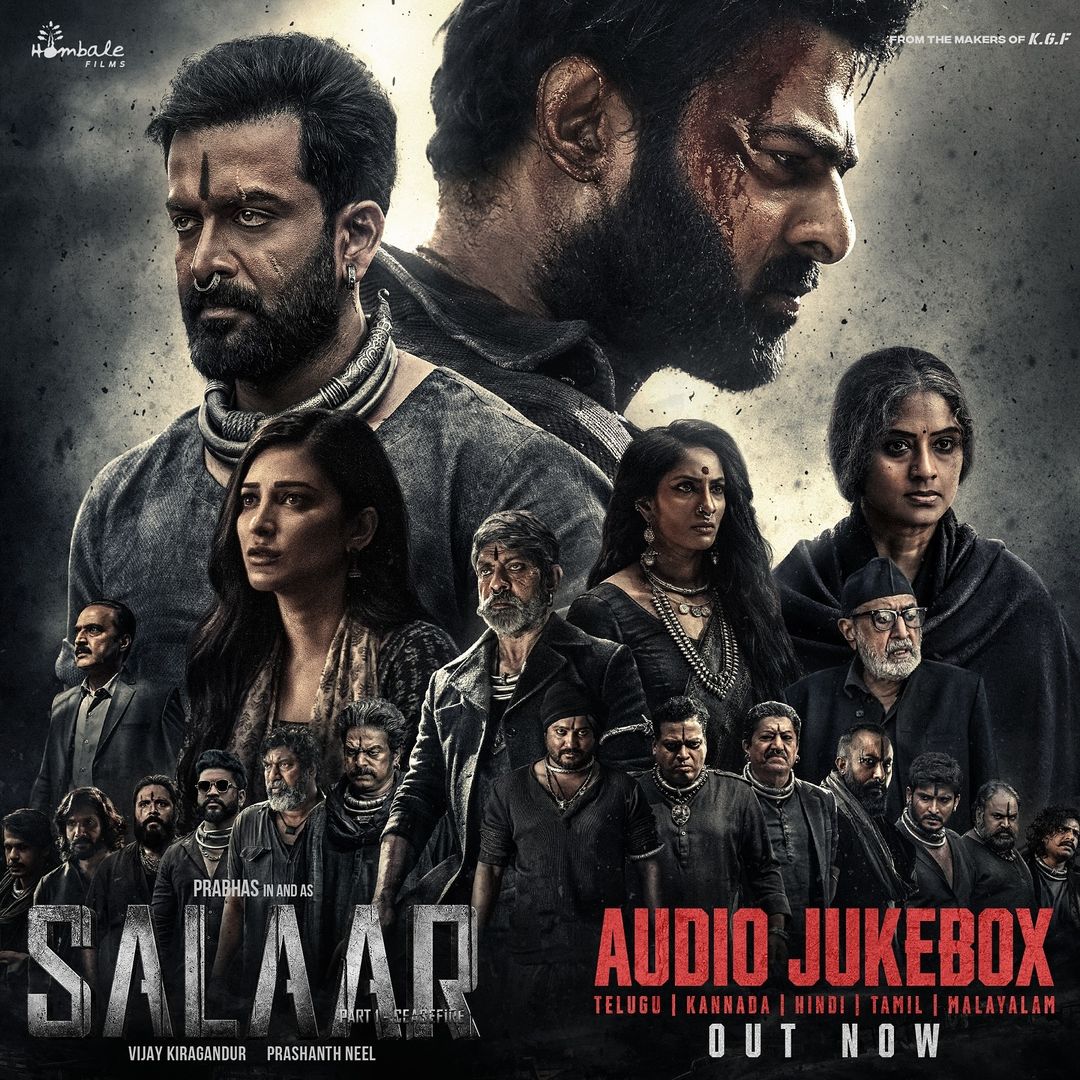 Hombale
FILMS
FROM THE MAKERS OF K.G.F
PRABHAS IN AND AS
SALAAR
PART 1 - CEASEFIRE
VIJAY KIRAGANDUR PRASHANTH NEEL
AUDIO JUKEBOX
TELUGU | KANNADA | HINDI | TAMIL | MALAYALAM
OUT NOW